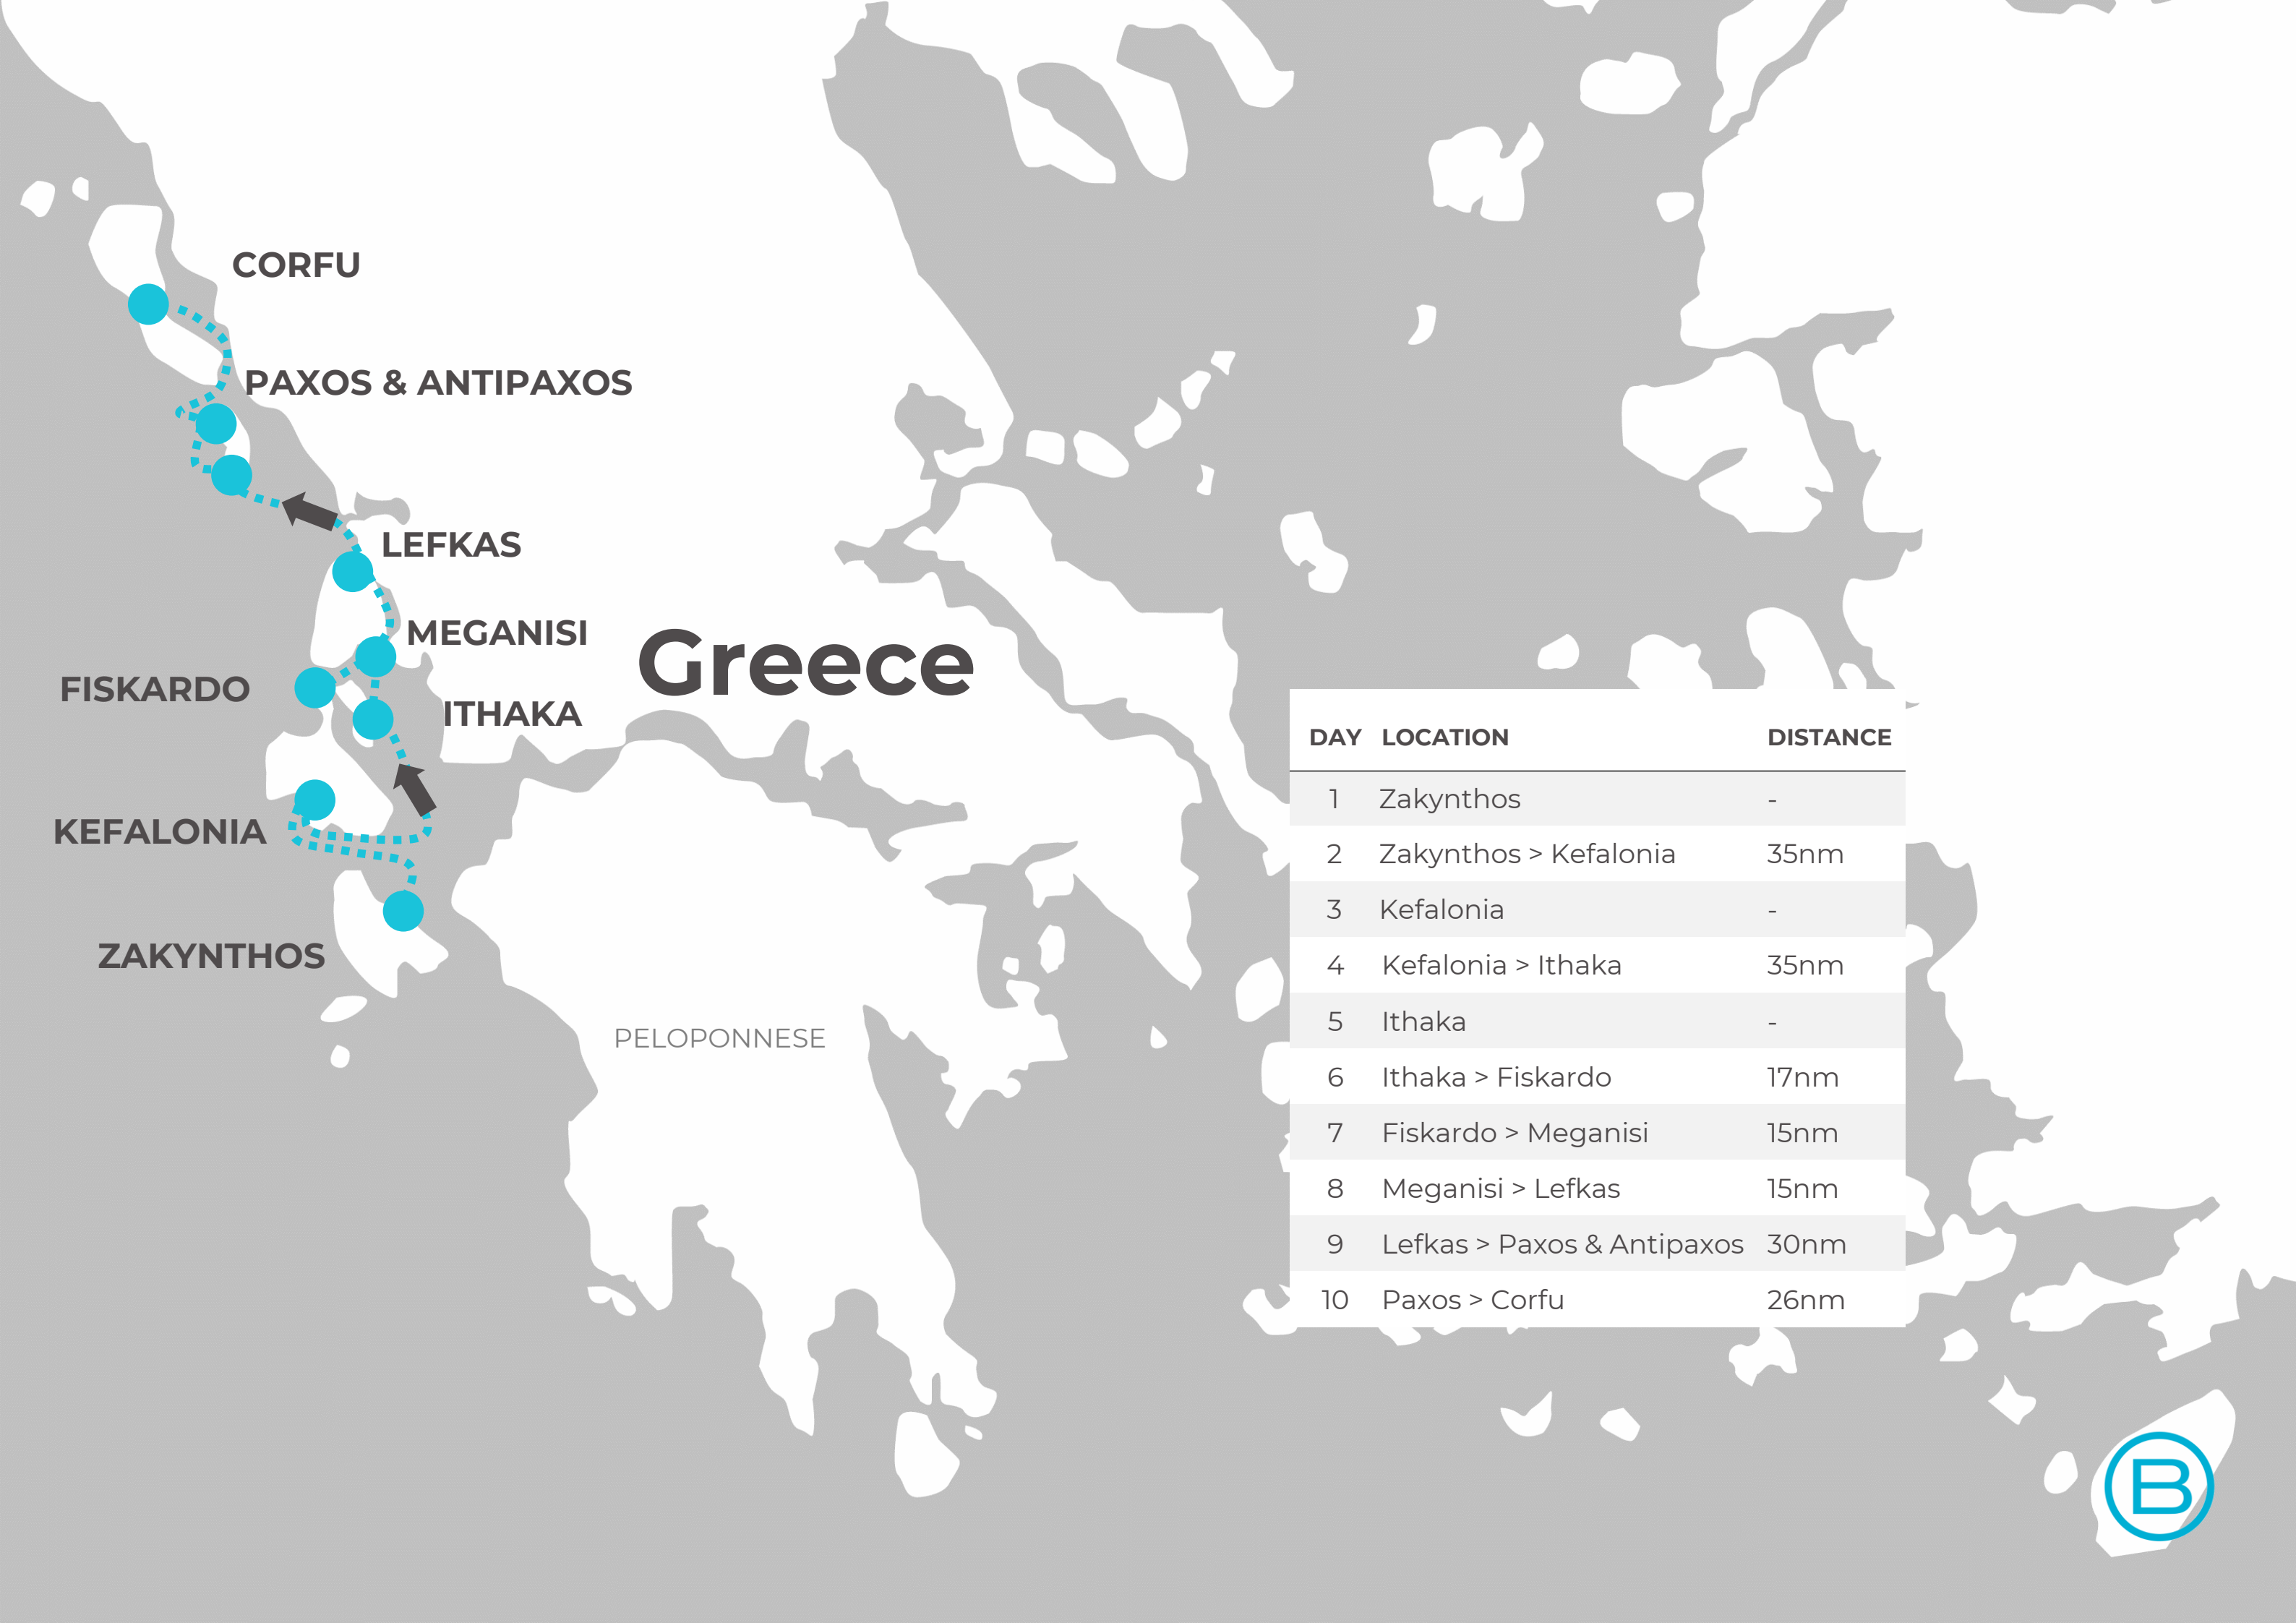 CORFU
PAXOS & ANTIPAXOS
LEFKAS
MEGANISI
Greece
FISKARDO
ITHAKA
KEFALONIA
ZAKYNTHOS
PELOPONNESE
DAY LOCATION DISTANCE
1 Zakynthos -
2 Zakynthos > Kefalonia 35nm
3 Kefalonia -
4 Kefalonia > Ithaka 35nm
5 Ithaka -
6 Ithaka > Fiskardo 17nm
7 Fiskardo > Meganisi 15nm
8 Meganisi > Lefkas 15nm
9 Lefkas > Paxos & Antipaxos 30nm
10 Paxos > Corfu 26nm
B